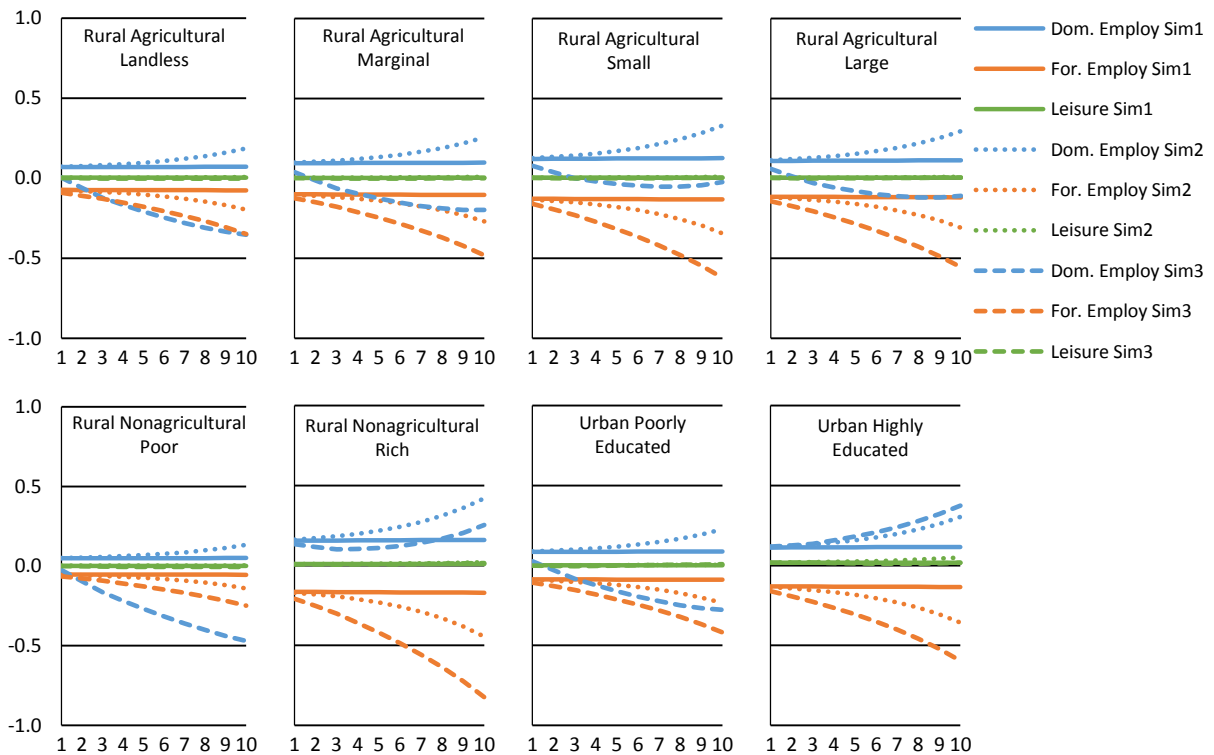 1.0
0.5
0.0
-0.5
-1.0
Rural Agricultural
Landless
Rural Agricultural
Marginal
Rural Agricultural
Small
Rural Agricultural
Large
1 2 3 4 5 6 7 8 9 10
1 2 3 4 5 6 7 8 9 10
1 2 3 4 5 6 7 8 9 10
1 2 3 4 5 6 7 8 9 10
Dom. Employ Sim1
For. Employ Sim1
Leisure Sim1
Dom. Employ Sim2
For. Employ Sim2
Leisure Sim2
Dom. Employ Sim3
For. Employ Sim3
Leisure Sim3
1.0
0.5
0.0
-0.5
-1.0
Rural Nonagricultural
Poor
Rural Nonagricultural
Rich
Urban Poorly
Educated
Urban Highly
Educated
1 2 3 4 5 6 7 8 9 10
1 2 3 4 5 6 7 8 9 10
1 2 3 4 5 6 7 8 9 10
1 2 3 4 5 6 7 8 9 10